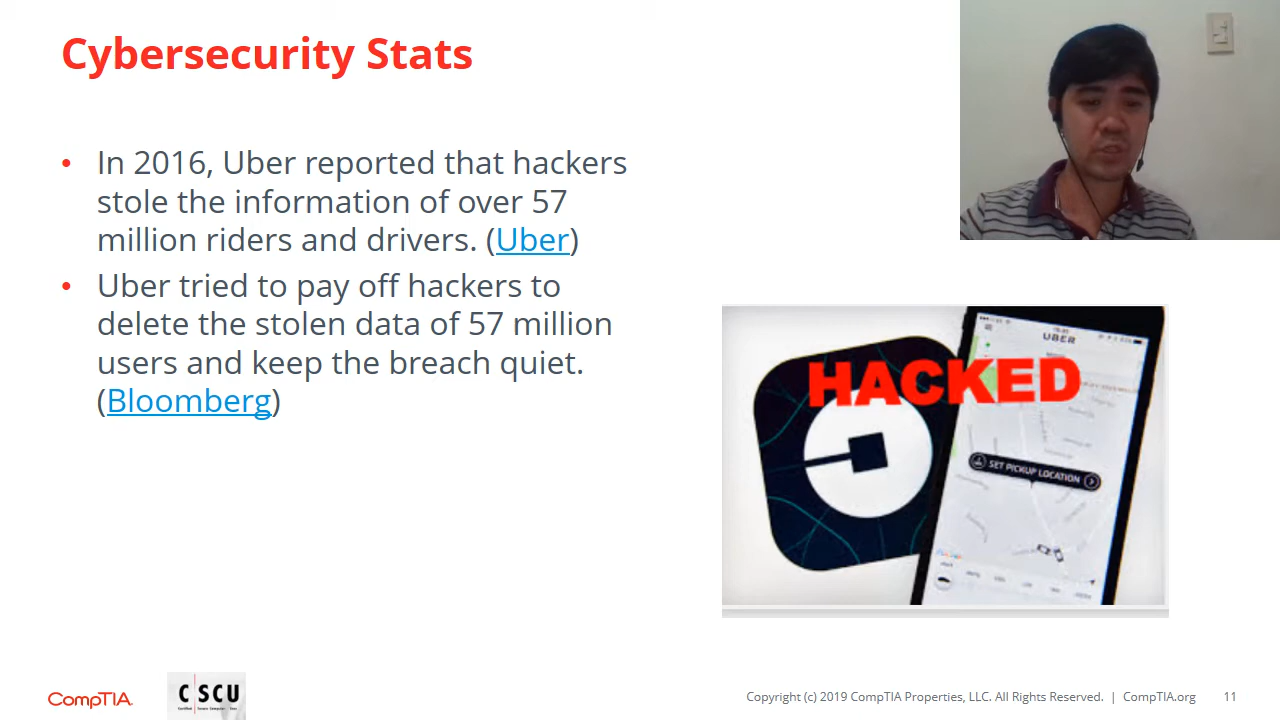 Cybersecurity Stats
• In 2016, Uber reported that hackers
stole the information of over 57
million riders and drivers. (Uber)
• Uber tried to pay off hackers to
delete the stolen data of 57 million
users and keep the breach quiet.
(Bloomberg)
UBER
HACKED
SET PICKUP LOCATION
CompTIA.
C|SCU
Copyright (c) 2019 CompTIA Properties, LLC. All Rights Reserved. | CompTIA.org 11